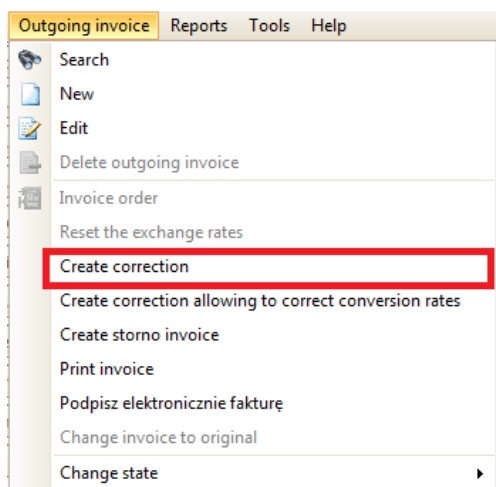 Outgoing invoice Reports Tools Help
Search
New
Edit
Delete outgoing invoice
Invoice order
Reset the exchange rates
Create correction
Create correction allowing to correct conversion rates
Create storno invoice
Print invoice
Podpisz elektronicznie fakturę
Change invoice to original
Change state